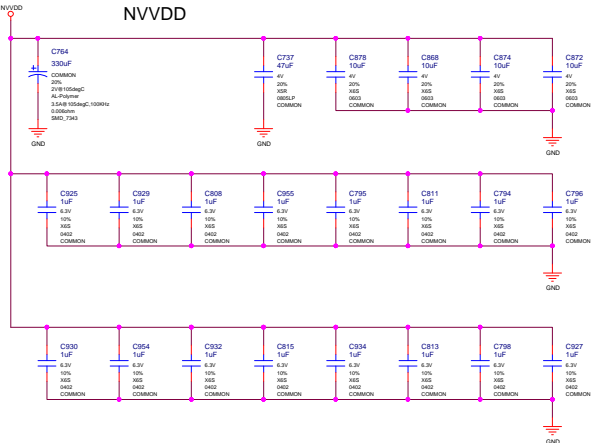 NVVDD
NVVDD
C764
330uF
COMMON
20%
2V@105degC
AL-Polymer
3.5A@105degC,100KHz
0.006ohm
SMD_7343
GND
C737
47uF
4V
20%
X5R
0805LP
COMMON
GND
C878
10uF
4V
20%
X6S
0603
COMMON
C868
10uF
4V
20%
X6S
0603
COMMON
C874
10uF
4V
20%
X6S
0603
COMMON
C872
10uF
4V
20%
X6S
0603
COMMON
GND
C925
1uF
6.3V
10%
X6S
0402
COMMON
C929
1uF
6.3V
10%
X6S
0402
COMMON
C808
1uF
6.3V
10%
X6S
0402
COMMON
C955
1uF
6.3V
10%
X6S
0402
COMMON
C795
1uF
6.3V
10%
X6S
0402
COMMON
C811
1uF
6.3V
10%
X6S
0402
COMMON
C794
1uF
6.3V
10%
X6S
0402
COMMON
C796
1uF
6.3V
10%
X6S
0402
COMMON
GND
C930
1uF
6.3V
10%
X6S
0402
COMMON
C954
1uF
6.3V
10%
X6S
0402
COMMON
C932
1uF
6.3V
10%
X6S
0402
COMMON
C815
1uF
6.3V
10%
X6S
0402
COMMON
C934
1uF
6.3V
10%
X6S
0402
COMMON
C813
1uF
6.3V
10%
X6S
0402
COMMON
C798
1uF
6.3V
10%
X6S
0402
COMMON
C927
1uF
6.3V
10%
X6S
0402
COMMON
GND